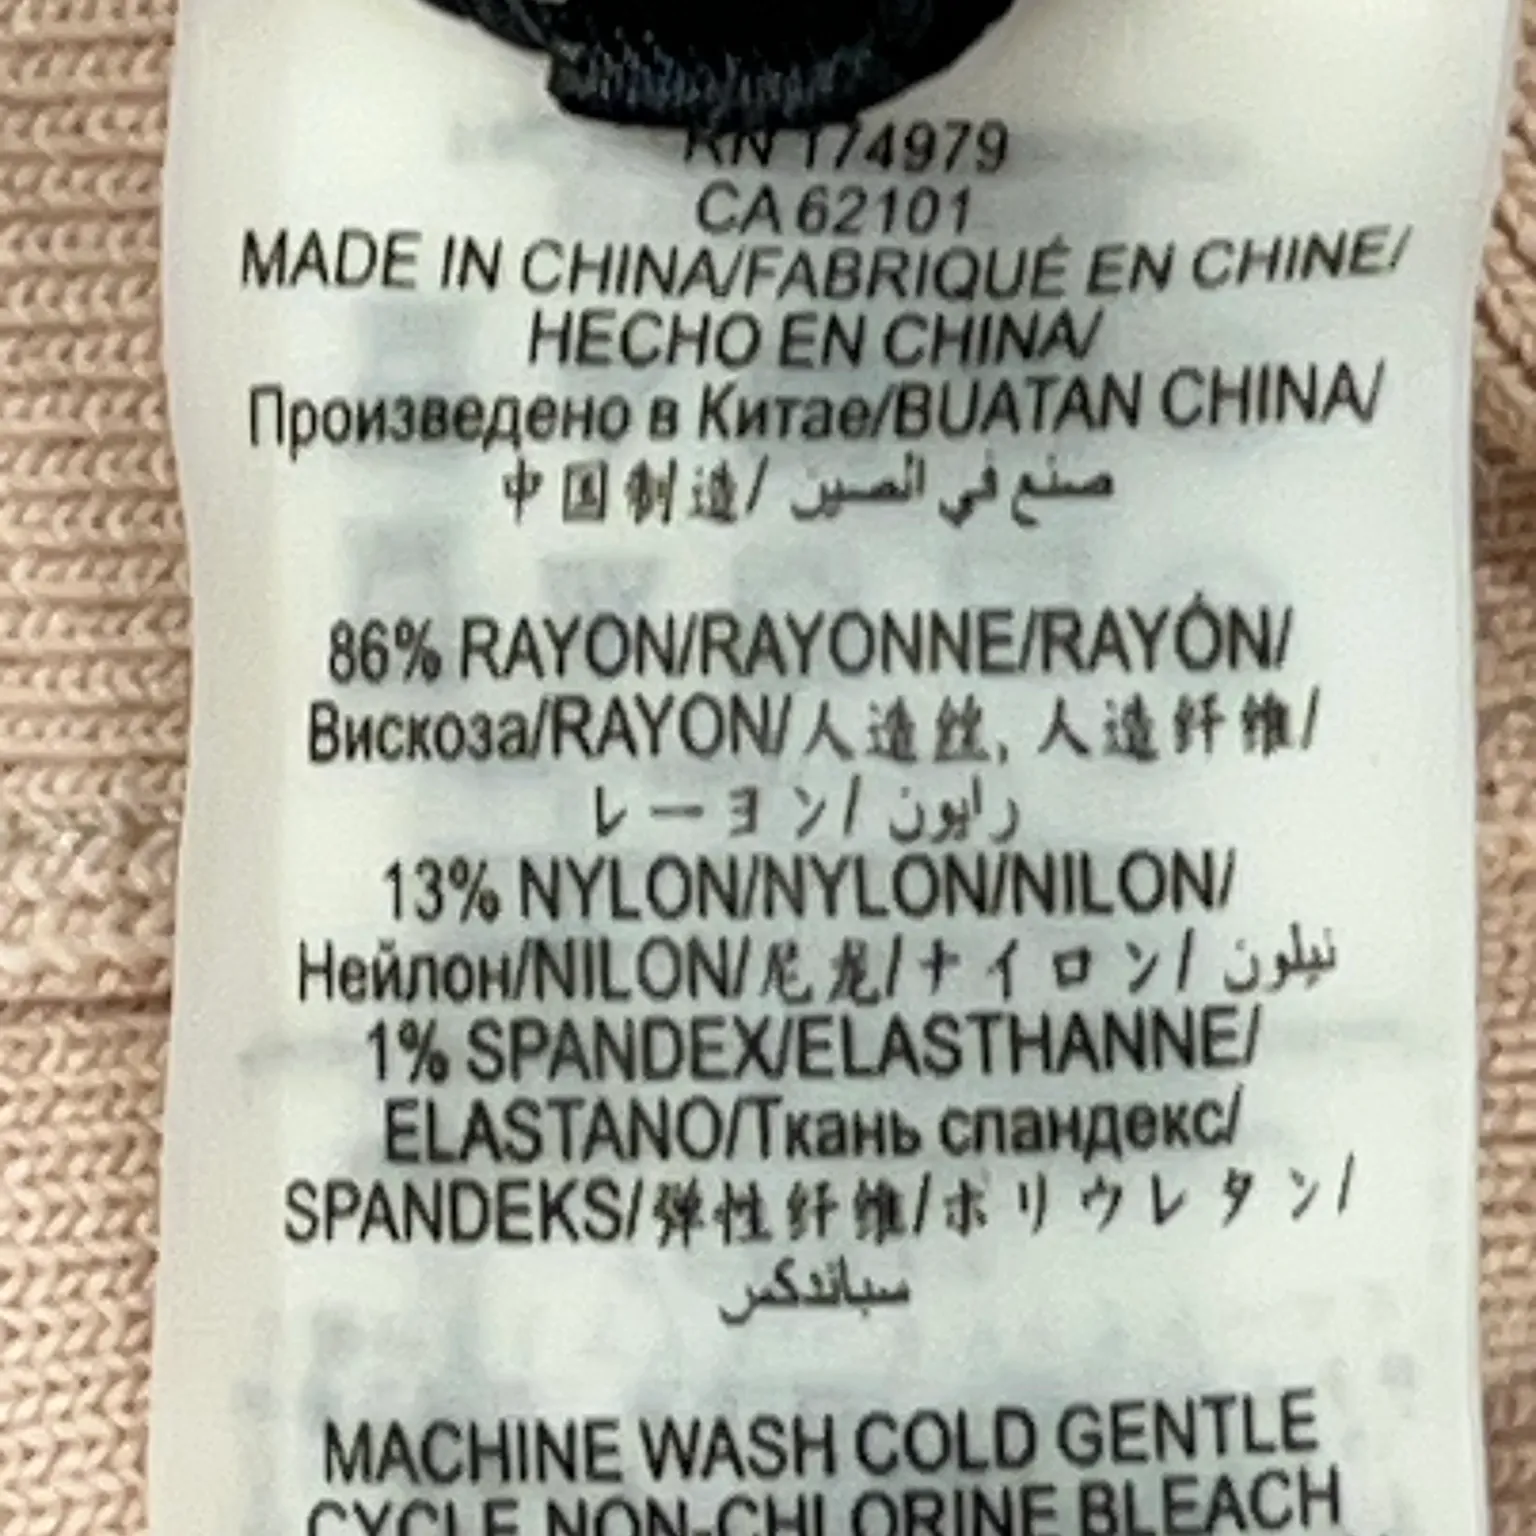 RN 174979
CA 62101
MADE IN CHINA/FABRIQUÉ EN CHINE/
HECHO EN CHINA/
Произведено в Китае/BUATAN CHINA/
中国制造/ صنع في الصين
86% RAYON/RAYONNE/RAYÓN/
Вискоза/RAYON/人造丝, 人造纤维/
レーヨン/ رايون
13% NYLON/NYLON/NILON/
Нейлон/NILON/尼龙/ナイロン/ نيلون
1% SPANDEX/ELASTHANNE/
ELASTANO/Ткань спандекс/
SPANDEKS/弹性纤维/ポリウレタン/
سباندكس
MACHINE WASH COLD GENTLE
CYCLE NON-CHLORINE BLEACH